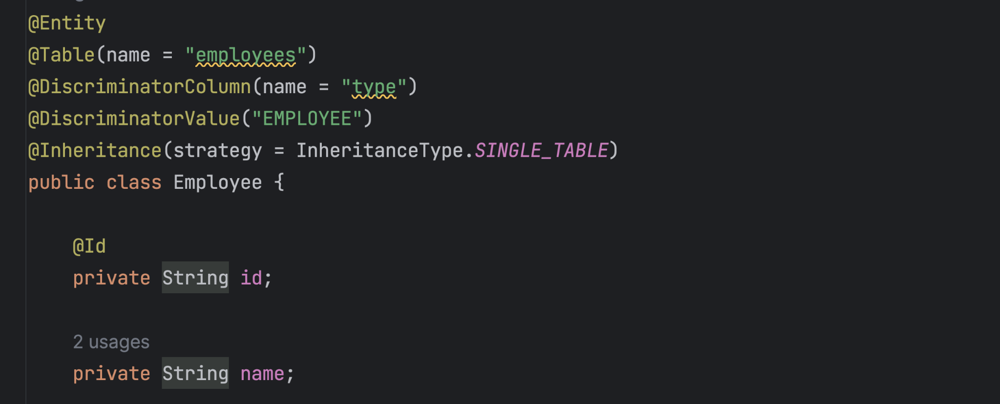 @Entity
@Table(name = "employees")
@DiscriminatorColumn(name = "type")
@DiscriminatorValue("EMPLOYEE")
@Inheritance(strategy = InheritanceType.SINGLE_TABLE)
public class Employee {
@Id
private String id;
2 usages
private String name;